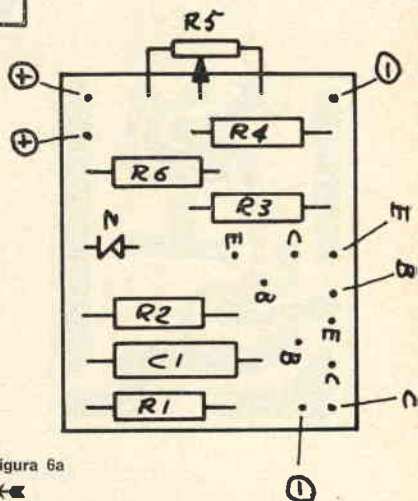 R5
+ -
R4
+
R6
R3
Z E C E
B B
R2 E
B
C1 C
R1 C
-
igura 6a